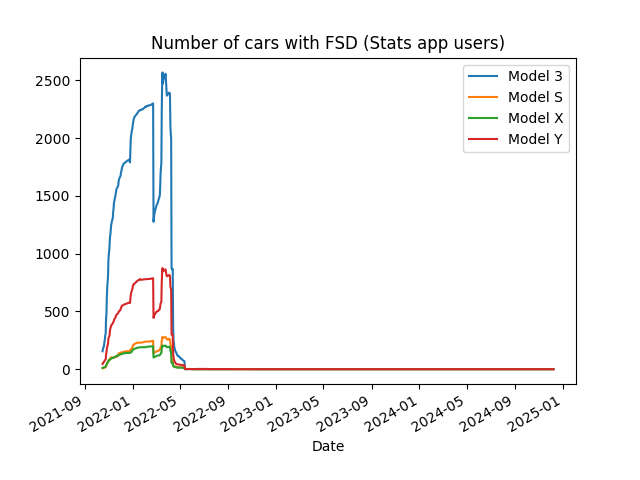 Number of cars with FSD (Stats app users)
2500
2000
1500
1000
500
0
Model 3
Model S
Model X
Model Y
2021-09
2022-01
2022-05
2022-09
2023-01
2023-05
2023-09
2024-01
2024-05
2024-09
2025-01
Date